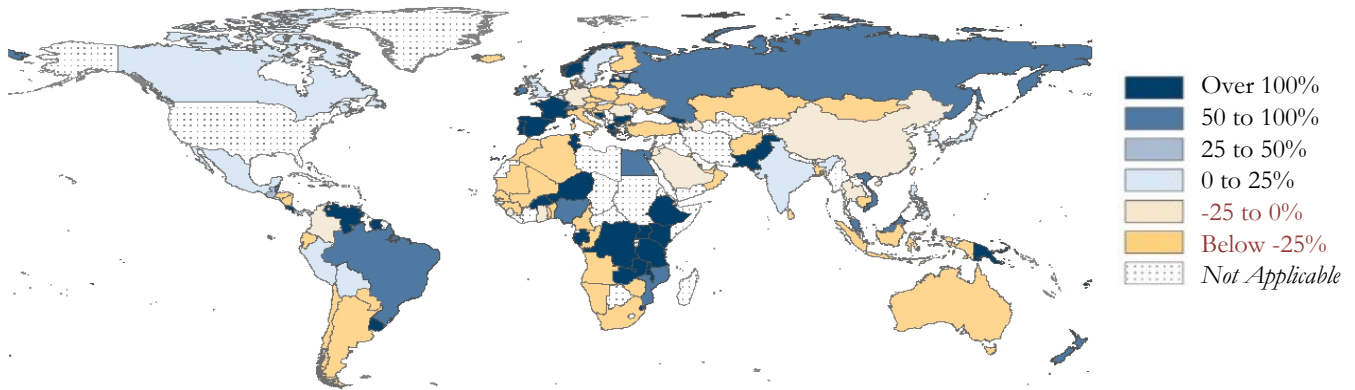 Over 100%
50 to 100%
25 to 50%
0 to 25%
-25 to 0%
Below -25%
Not Applicable